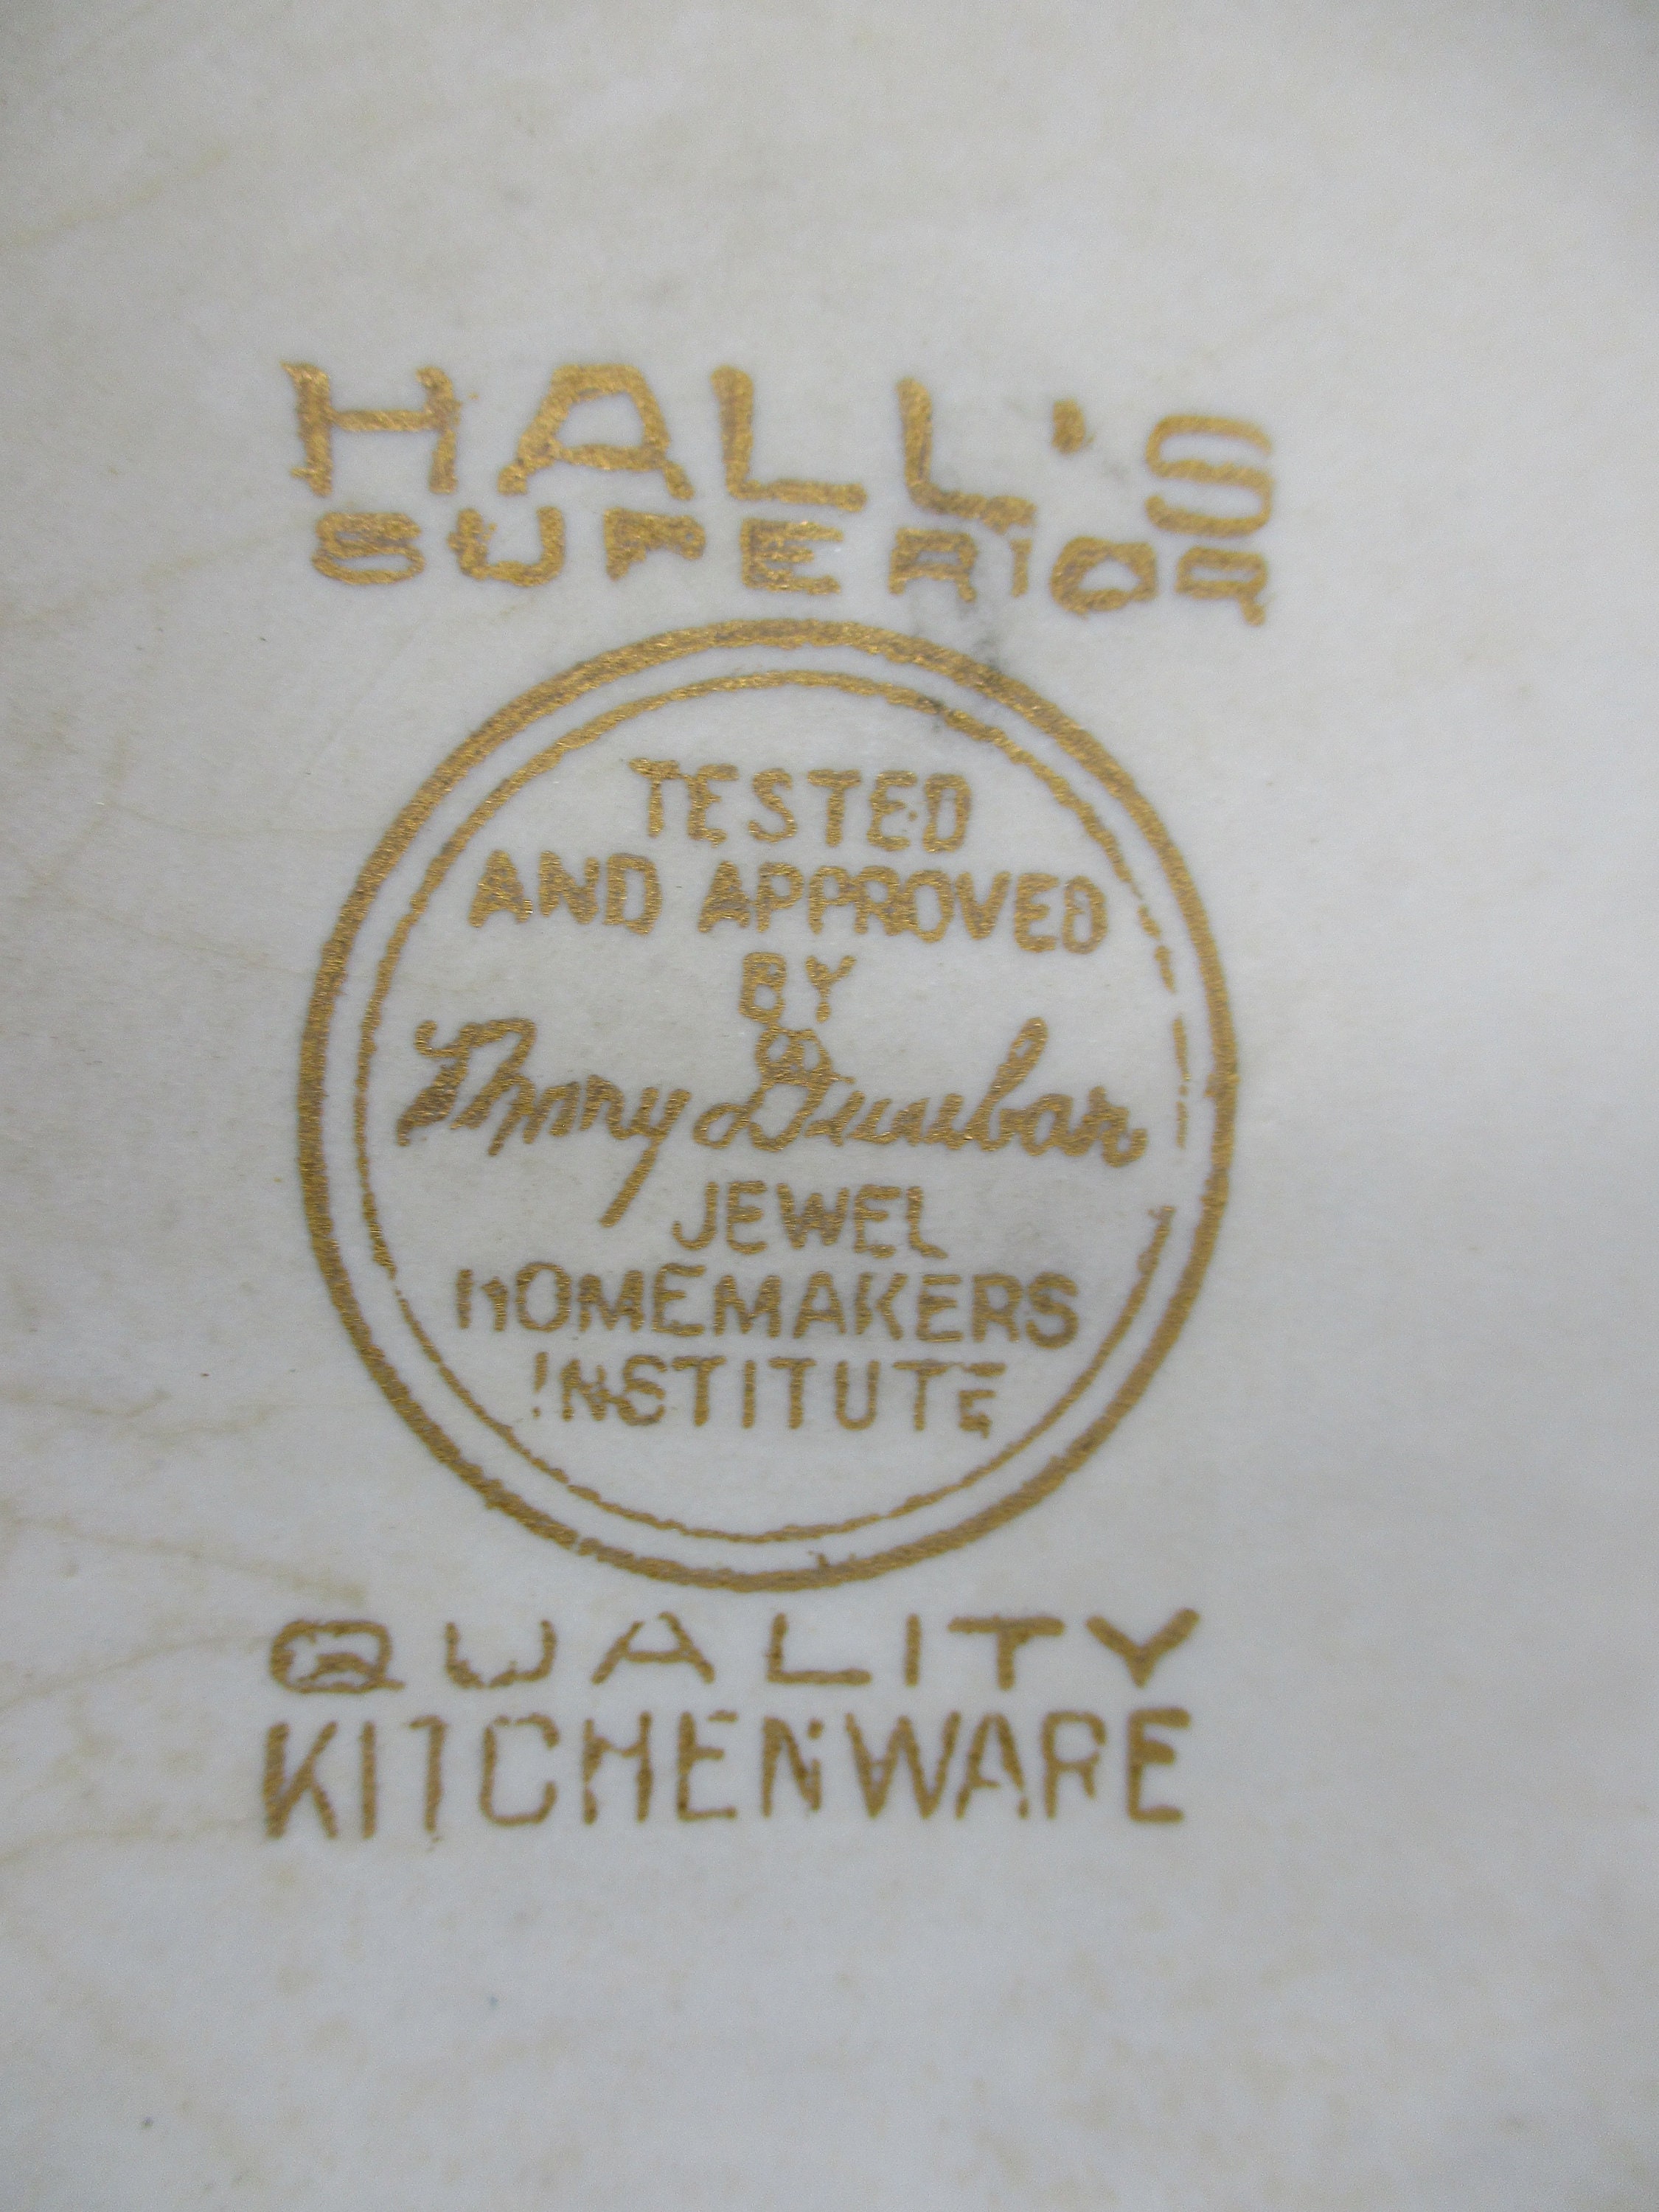 HALL'S
SUPERIOR
TESTED
AND APPROVED
BY
Mary Dunbar
JEWEL
HOMEMAKERS
INSTITUTE
QUALITY
KITCHENWARE